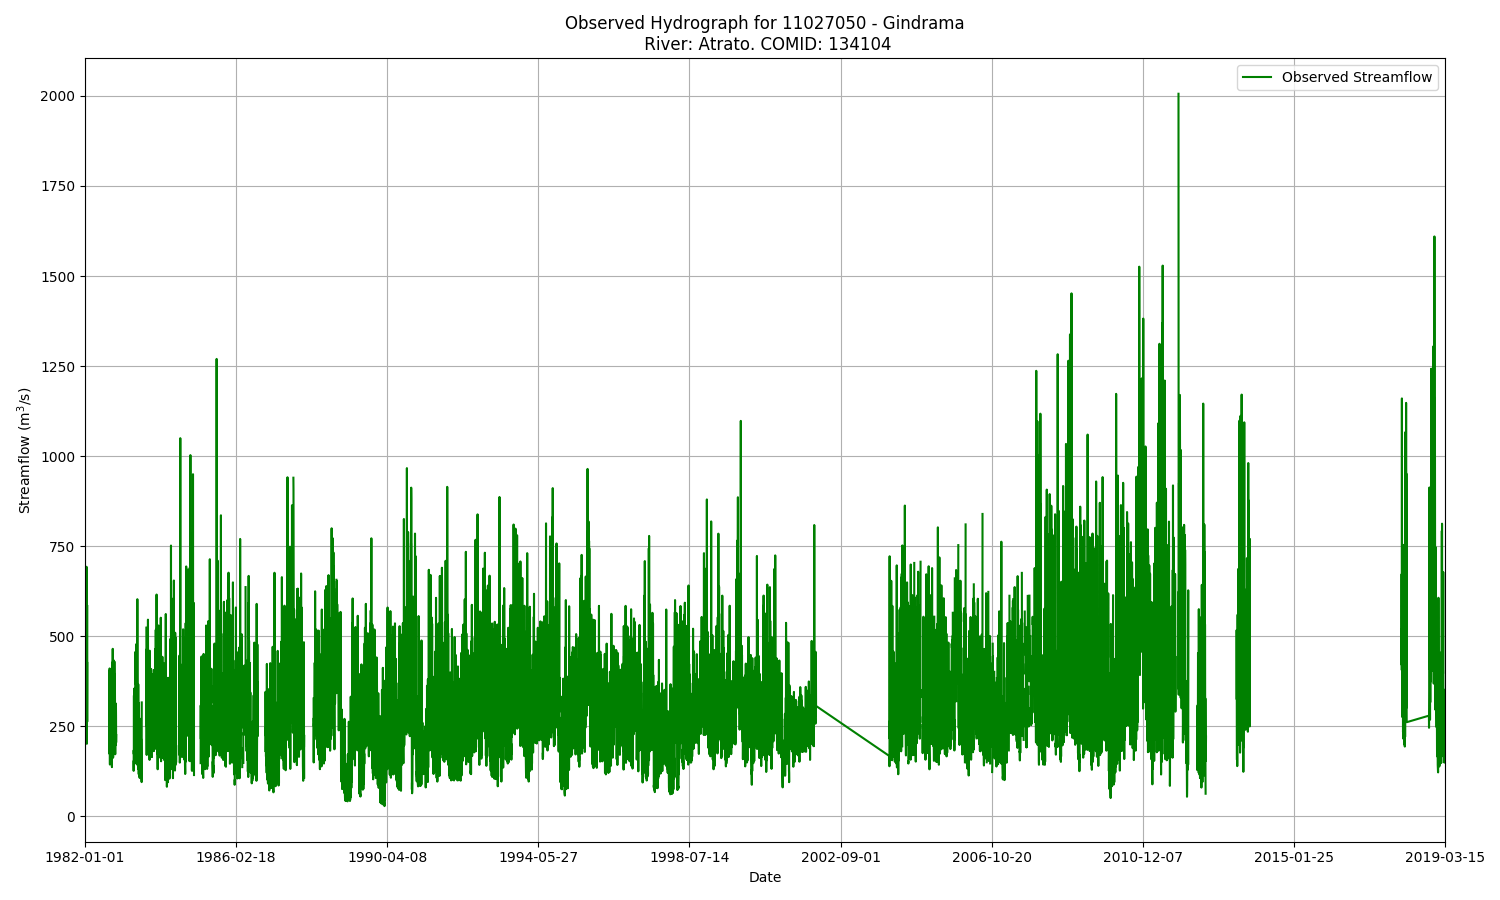 Observed Hydrograph for 11027050 - Gindrama
River: Atrato. COMID: 134104
Observed Streamflow
2000
1750
1500
1250
1000
750
500
250
0
Streamflow (m³/s)
1982-01-01 1986-02-18 1990-04-08 1994-05-27 1998-07-14 2002-09-01 2006-10-20 2010-12-07 2015-01-25 2019-03-15
Date